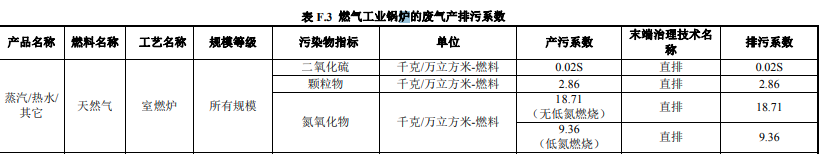 表 F.3 燃气工业锅炉的废气产排污系数
产品名称 燃料名称 工艺名称 规模等级 污染物指标 单位 产污系数 末端治理技术名称 排污系数
蒸汽/热水/其它 天然气 室燃炉 所有规模 二氧化硫 千克/万立方米-燃料 0.02S 直排 0.02S
颗粒物 千克/万立方米-燃料 2.86 直排 2.86
氮氧化物 千克/万立方米-燃料 18.71（无低氮燃烧） 直排 18.71
9.36（低氮燃烧） 直排 9.36